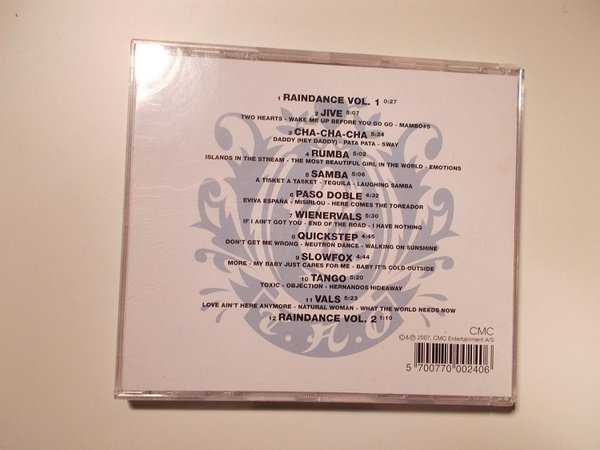 1 RAINDANCE VOL. 1 0:27
2 JIVE 5:07
TWO HEARTS - WAKE ME UP BEFORE YOU GO GO - MAMBO#5
3 CHA-CHA-CHA 5:24
DADDY (HEY DADDY) - PATA PATA - SWAY
4 RUMBA 5:02
ISLANDS IN THE STREAM - THE MOST BEAUTIFUL GIRL IN THE WORLD - EMOTIONS
5 SAMBA 5:06
A TISKET A TASKET - TEQUILA - LAUGHING SAMBA
6 PASO DOBLE 4:32
EVIVA ESPAÑA - MISIRLOU - HERE COMES THE TOREADOR
7 WIENERVALS 5:30
IF I AIN'T GOT YOU - END OF THE ROAD - I HAVE NOTHING
8 QUICKSTEP 4:45
DON'T GET ME WRONG - NEUTRON DANCE - WALKING ON SUNSHINE
9 SLOWFOX 4:44
MORE - MY BABY JUST CARES FOR ME - BABY IT'S COLD OUTSIDE
10 TANGO 5:20
TOXIC - OBJECTION - HERNANDOS HIDEAWAY
11 VALS 5:23
LOVE AIN'T HERE ANYMORE - NATURAL WOMAN - WHAT THE WORLD NEEDS NOW
12 RAINDANCE VOL. 2 1:10
CMC
©&℗ 2007, CMC Entertainment A/S
5 700770 002406